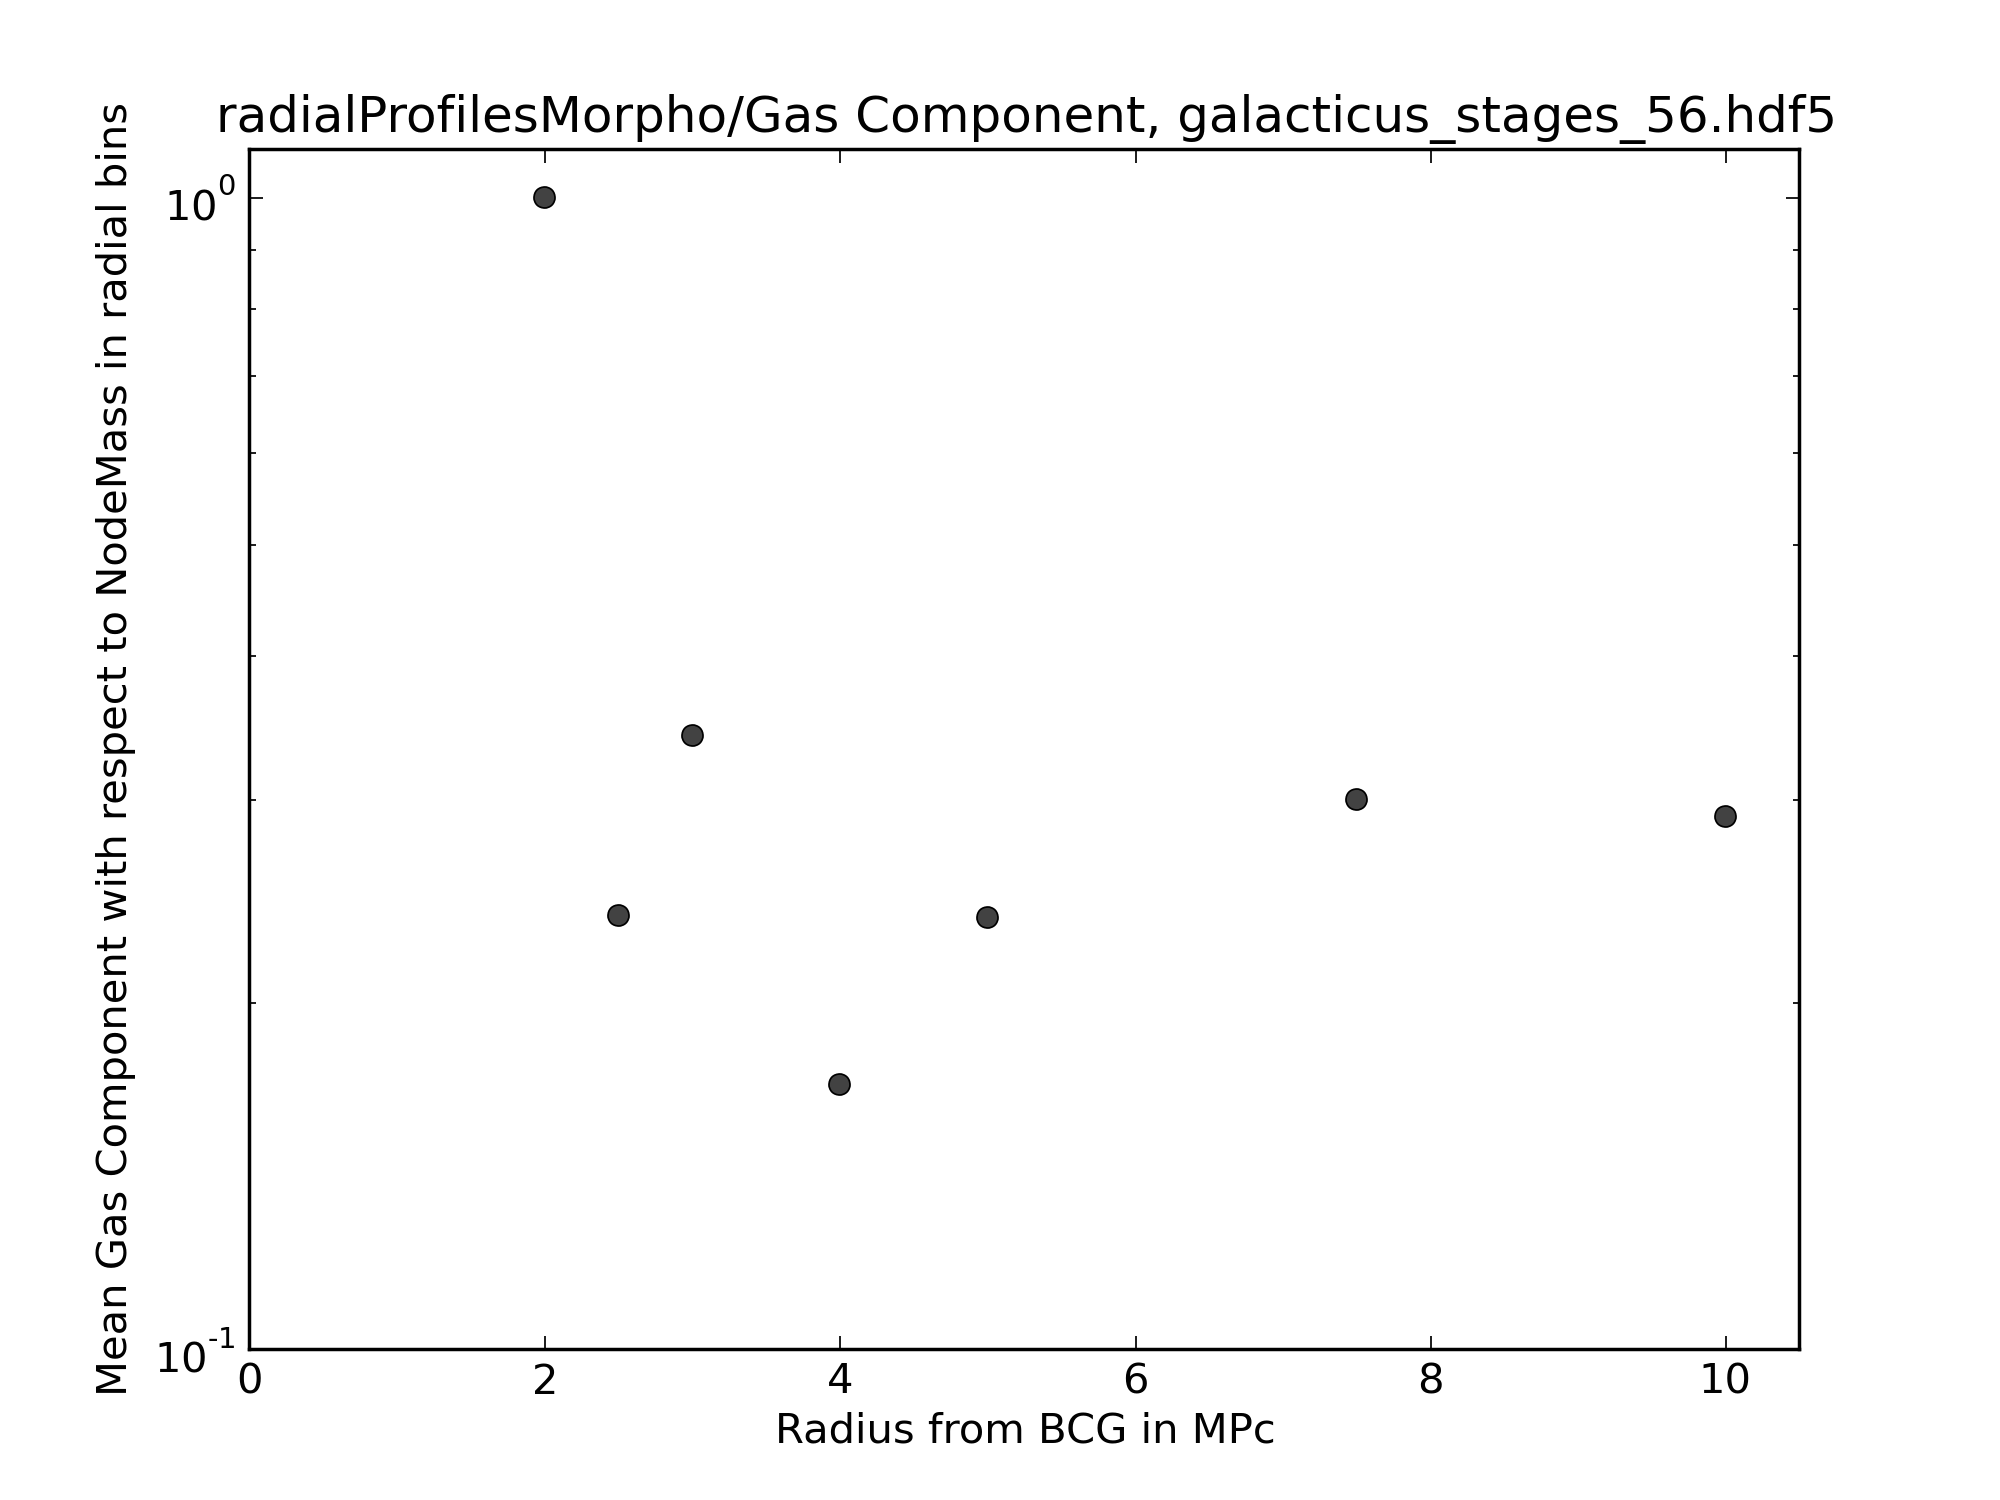 radialProfilesMorpho/Gas Component, galacticus_stages_56.hdf5
Mean Gas Component with respect to NodeMass in radial bins
10^0
10^-1
0 2 4 6 8 10
Radius from BCG in MPc